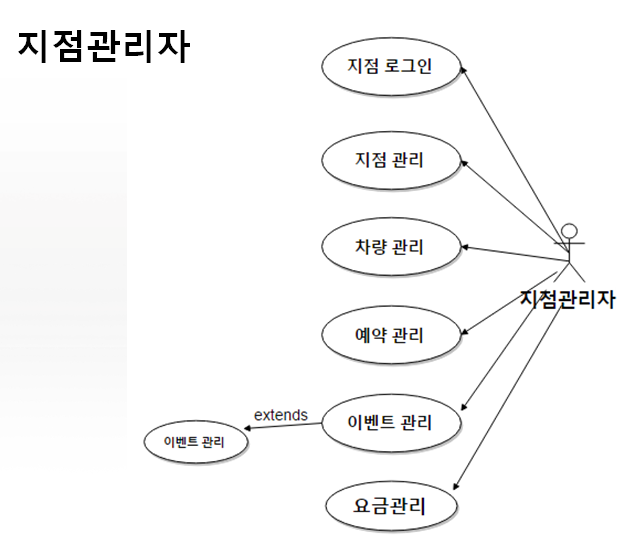 지점관리자
지점 로그인
지점 관리
차량 관리
지점관리자
예약 관리
extends
이벤트 관리
이벤트 관리
요금관리